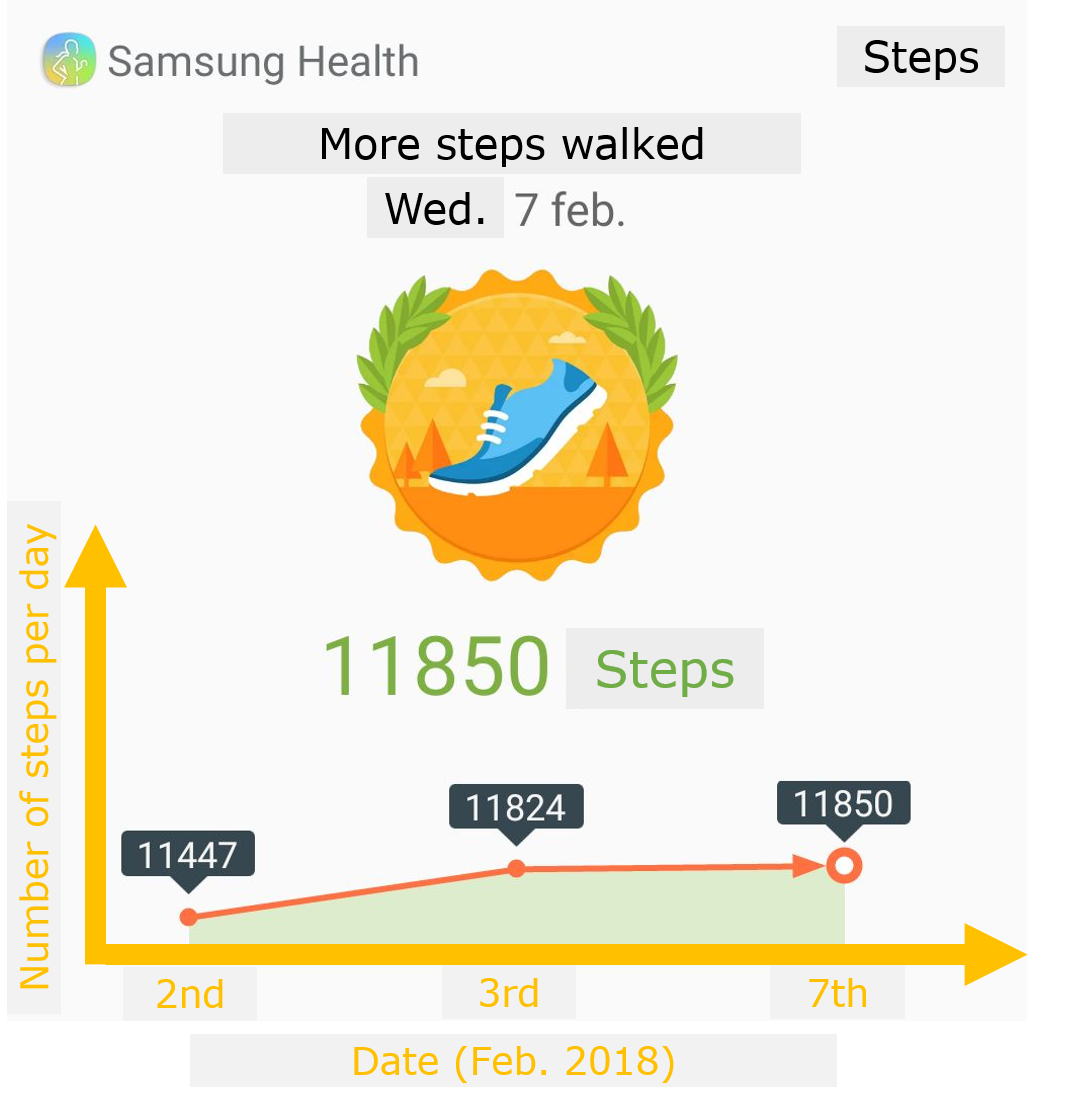 Samsung Health
Steps
More steps walked
Wed. 7 feb.
11850 Steps
Number of steps per day
11447
11824
11850
2nd
3rd
7th
Date (Feb. 2018)